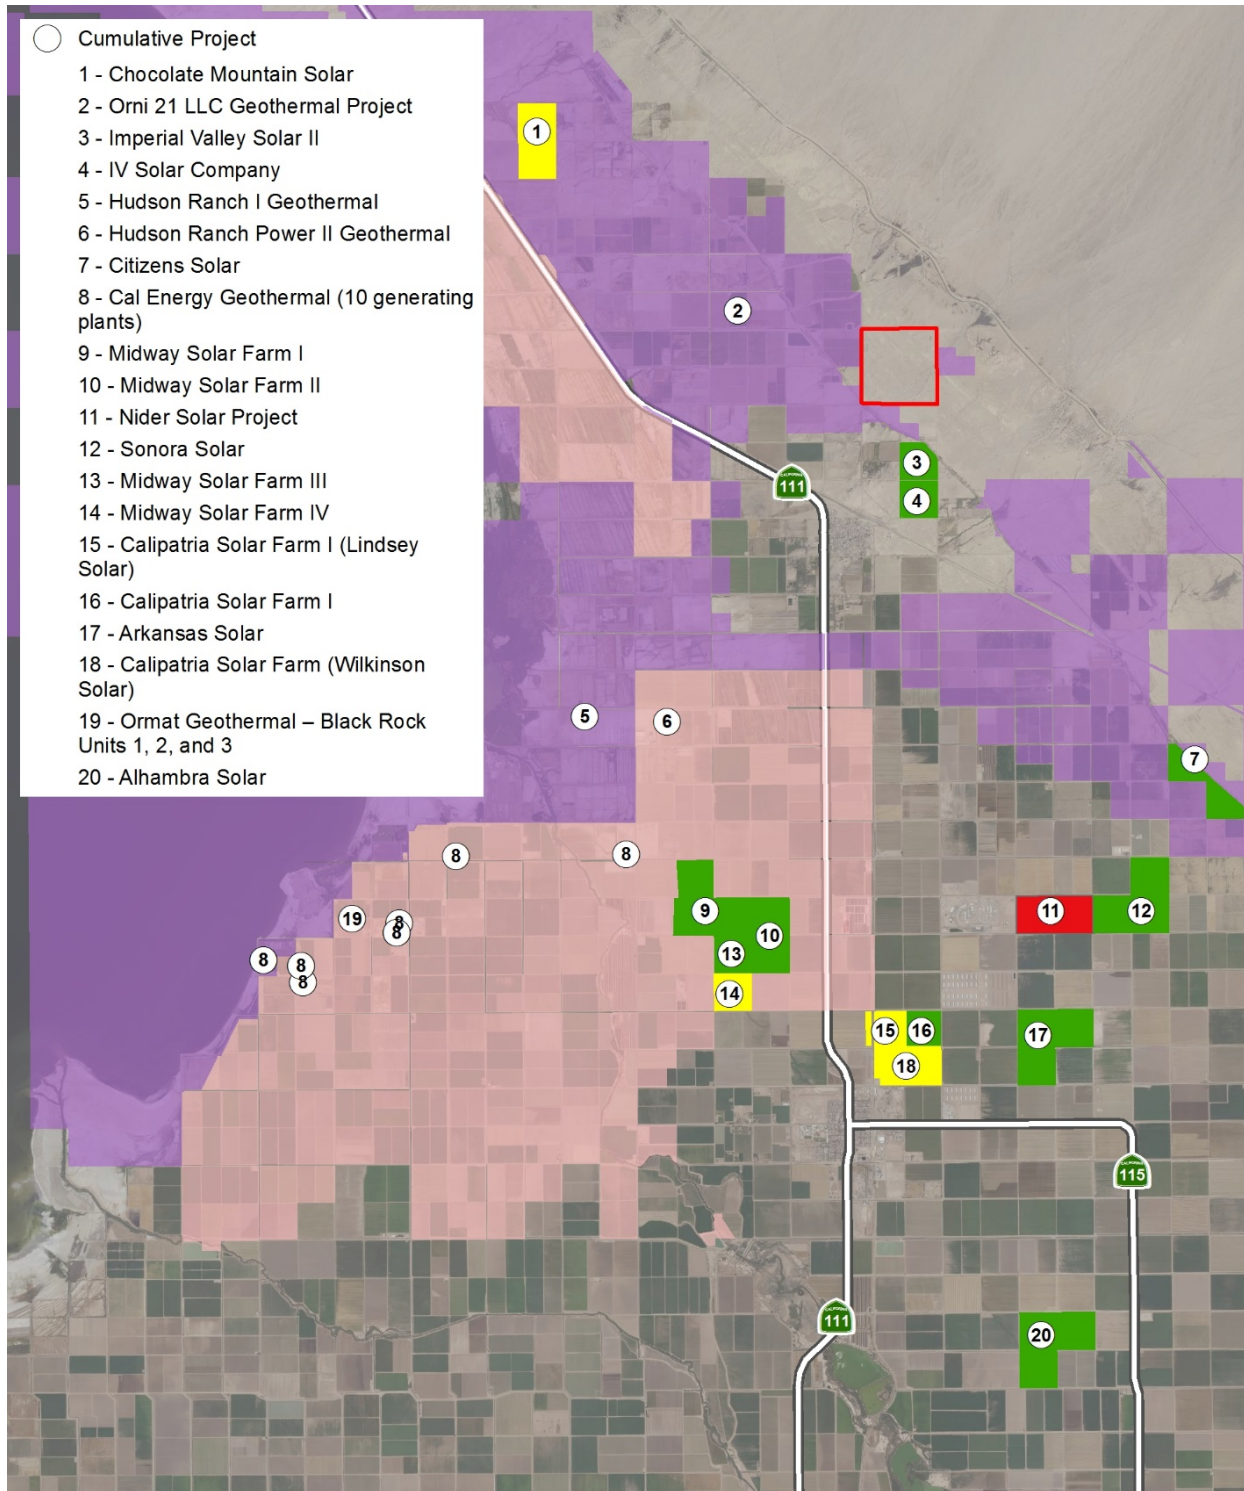 Cumulative Project
1 - Chocolate Mountain Solar
2 - Orni 21 LLC Geothermal Project
3 - Imperial Valley Solar II
4 - IV Solar Company
5 - Hudson Ranch I Geothermal
6 - Hudson Ranch Power II Geothermal
7 - Citizens Solar
8 - Cal Energy Geothermal (10 generating
plants)
9 - Midway Solar Farm I
10 - Midway Solar Farm II
11 - Nider Solar Project
12 - Sonora Solar
13 - Midway Solar Farm III
14 - Midway Solar Farm IV
15 - Calipatria Solar Farm I (Lindsey
Solar)
16 - Calipatria Solar Farm I
17 - Arkansas Solar
18 - Calipatria Solar Farm (Wilkinson
Solar)
19 - Ormat Geothermal – Black Rock
Units 1, 2, and 3
20 - Alhambra Solar
1
2
3
CALIFORNIA
111
4
5
6
7
8
8
9
11
12
19
8
8
10
13
8
8
8
14
15
16
17
18
CALIFORNIA
115
CALIFORNIA
111
20